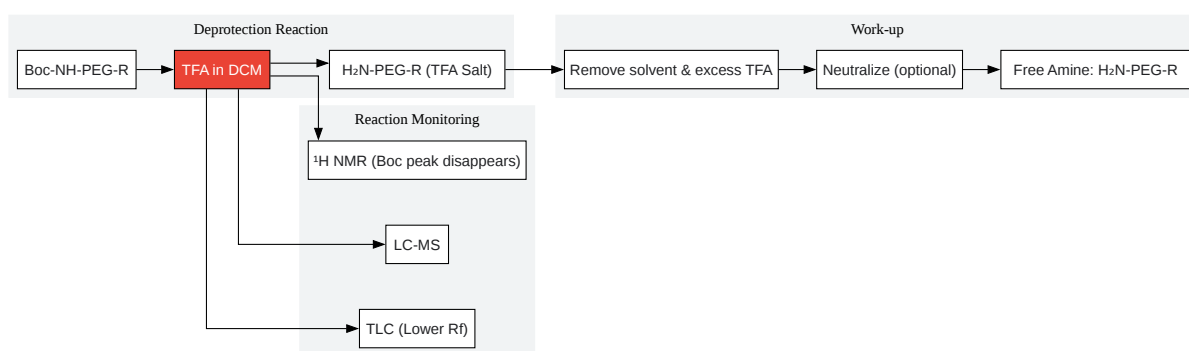 Deprotection Reaction
Work-up
Boc-NH-PEG-R
TFA in DCM
H₂N-PEG-R (TFA Salt)
Remove solvent & excess TFA
Neutralize (optional)
Free Amine: H₂N-PEG-R
Reaction Monitoring
¹H NMR (Boc peak disappears)
LC-MS
TLC (Lower Rf)